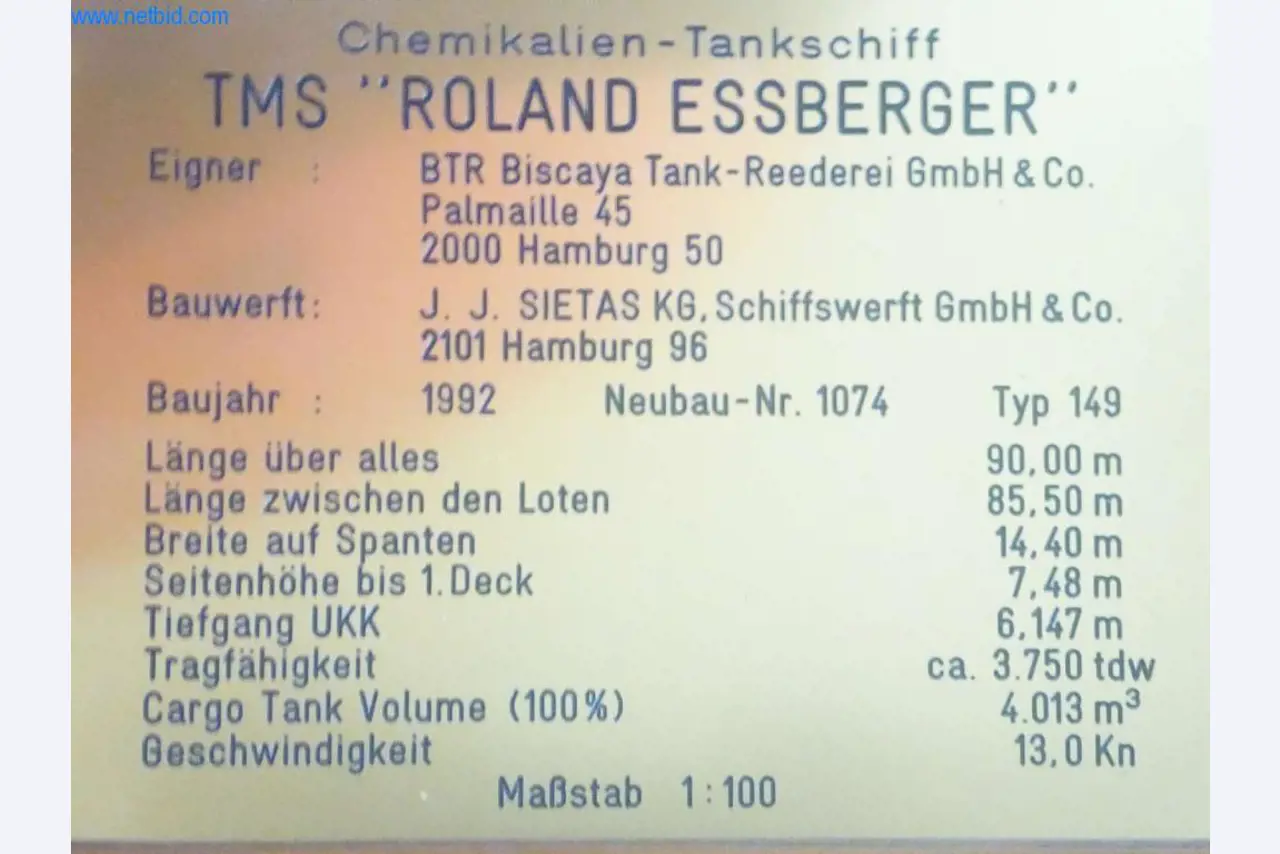 www.netbid.com
Chemikalien-Tankschiff
TMS "ROLAND ESSBERGER"
Eigner : BTR Biscaya Tank-Reederei GmbH & Co.
Palmaille 45
2000 Hamburg 50
Bauwerft: J. J. SIETAS KG, Schiffswerft GmbH & Co.
2101 Hamburg 96
Baujahr : 1992 Neubau-Nr. 1074 Typ 149
Länge über alles 90,00 m
Länge zwischen den Loten 85,50 m
Breite auf Spanten 14,40 m
Seitenhöhe bis 1. Deck 7,48 m
Tiefgang UKK 6,147 m
Tragfähigkeit ca. 3.750 tdw
Cargo Tank Volume (100%) 4.013 m³
Geschwindigkeit 13,0 Kn
Maßstab 1:100